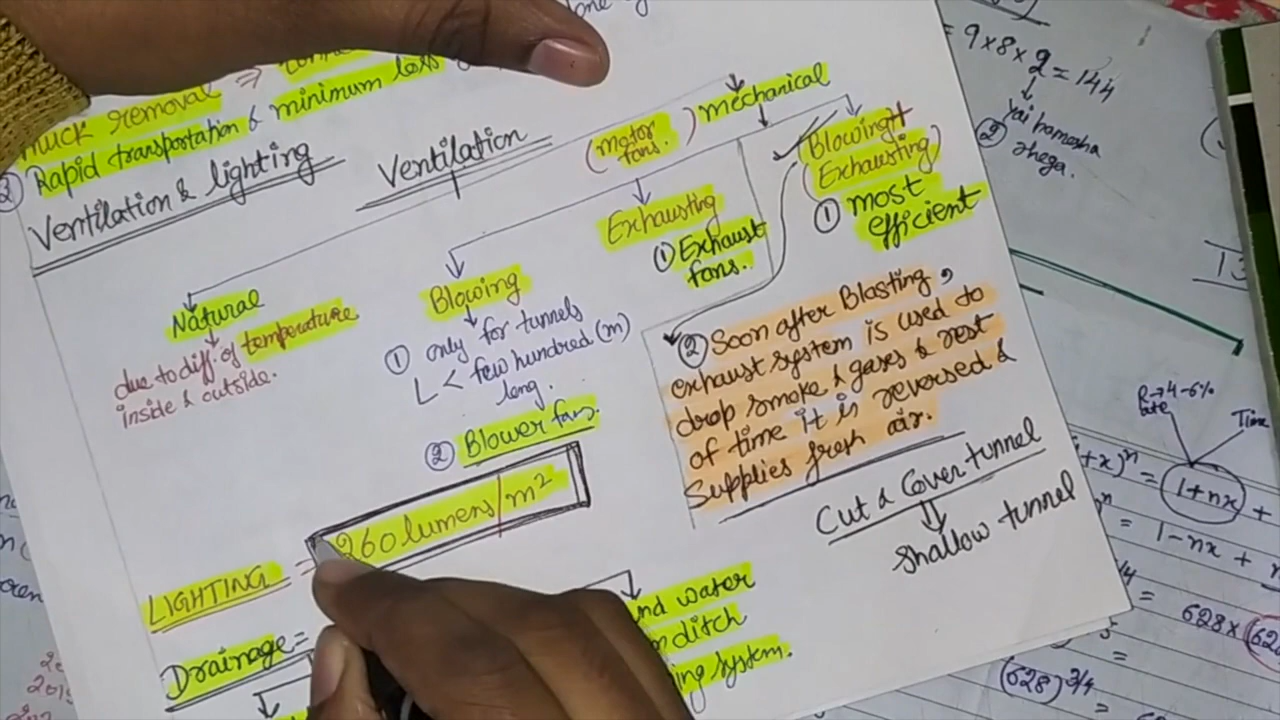 muck removal ⇒
② Rapid transportation & minimum loss
Ventilation & lighting
Ventilation
(motor fans.) mechanical
Natural
due to diff. of temperature
inside & outside.
Blowing
① only for tunnels
L < few hundred (m)
long.
② Blower fans.
Exhausting
① Exhaust
fans.
Blowing +
(Exhausting)
① most
efficient
② Soon after Blasting,
exhaust system is used to
drop smoke & gases & rest
of time it is reversed &
Supplies fresh air.
LIGHTING = 260 lumens/m²
Drainage =
water
ditch
system.
Cut & Cover tunnel
⇓
Shallow tunnel
= 9×8×2 = 144
② Yai hamesha
rhega.
13
R → 4-6%
Rate
Time
+x)ⁿ = 1+nx +
= 1-nx +
= 628 ×
(628)^3/4 =